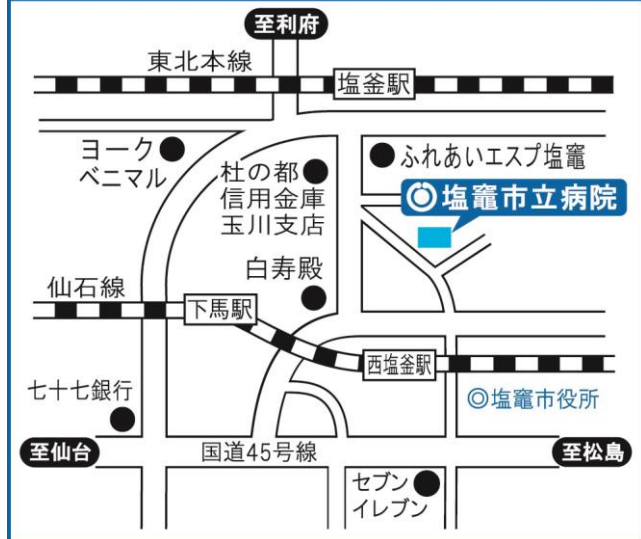 至利府
東北本線
塩釜駅
ヨーク
ベニマル
杜の都
信用金庫
玉川支店
ふれあいエスプ塩竈
塩竈市立病院
白寿殿
仙石線
下馬駅
西塩釜駅
七十七銀行
◎塩竈市役所
至仙台
国道45号線
至松島
セブン
イレブン